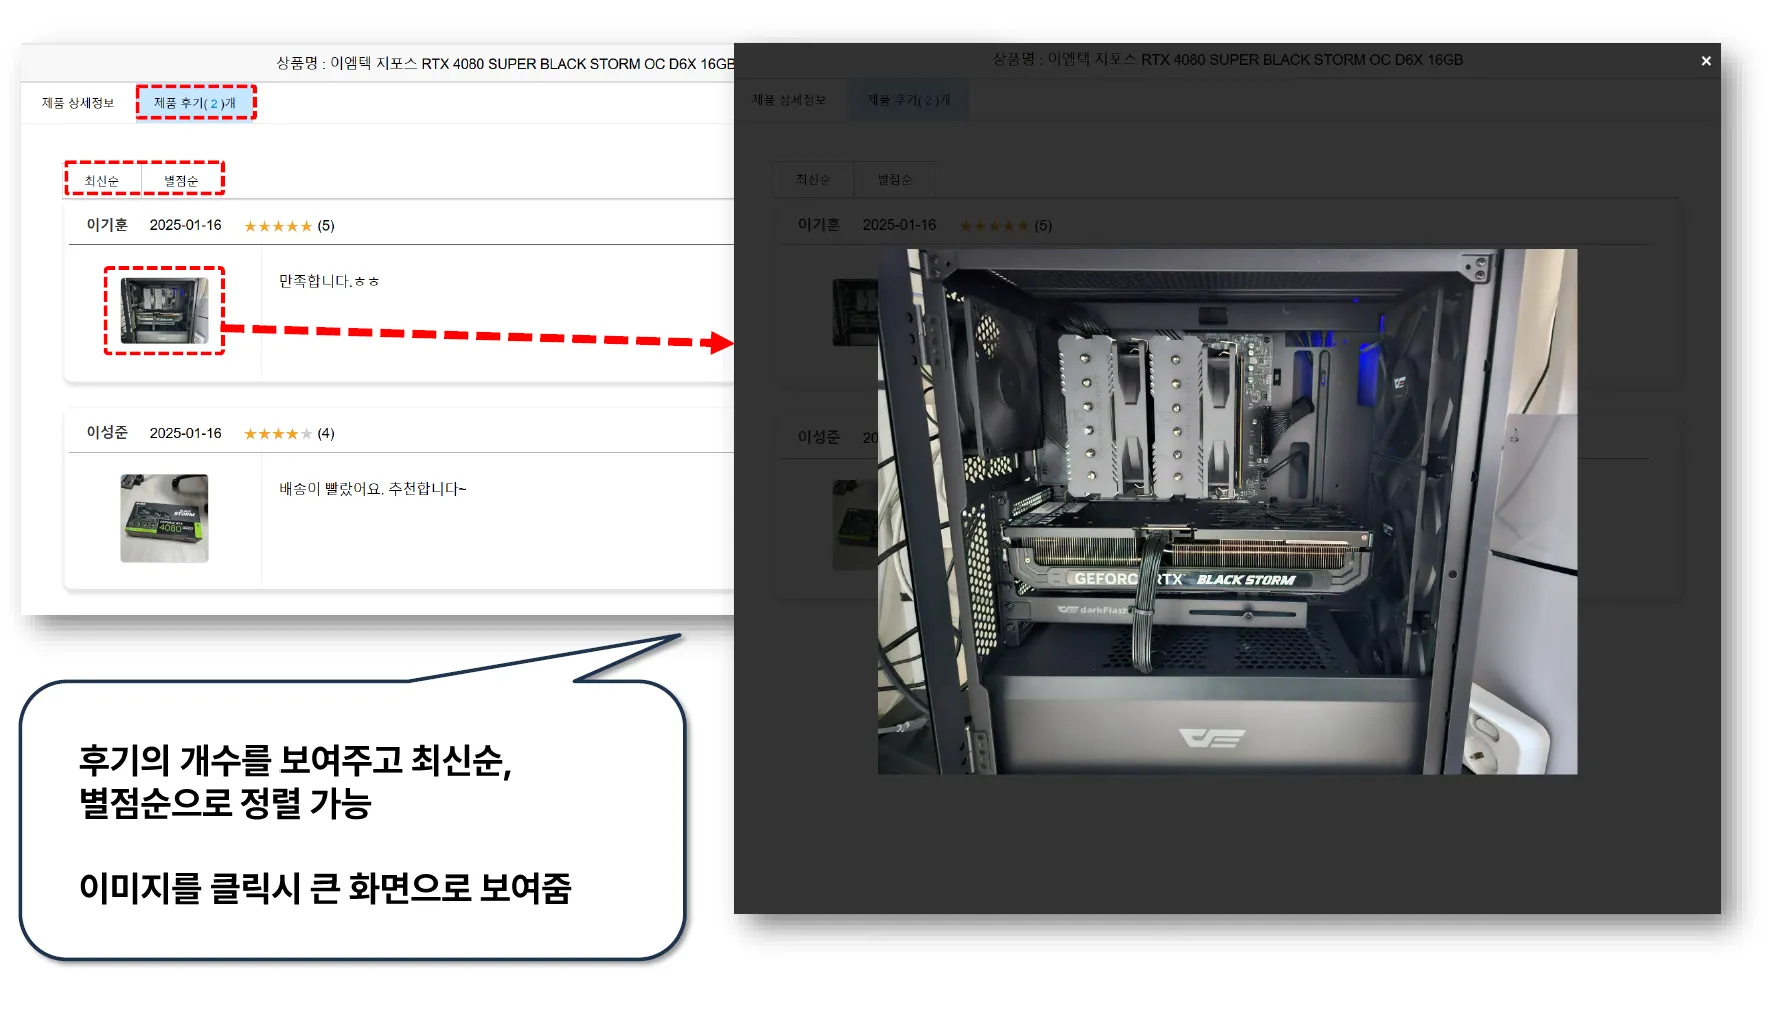 상품명 : 이엠텍 지포스 RTX 4080 SUPER BLACK STORM OC D6X 16GB
제품 상세정보
제품 후기( 2 )개
최신순
별점순
이기훈 2025-01-16 ★★★★★ (5)
만족합니다.ㅎㅎ
이성준 2025-01-16 ★★★★★ (4)
BLACK STORM
GEFORCE RTX
4080
배송이 빨랐어요. 추천합니다~
상품명 : 이엠텍 지포스 RTX 4080 SUPER BLACK STORM OC D6X 16GB
×
제품 상세정보
제품 후기( 2 )개
최신순
별점순
이기훈 2025-01-16 ★★★★★ (5)
이성준 20
GEFORC RTX BLACK STORM
darkFlash
후기의 개수를 보여주고 최신순,
별점순으로 정렬 가능
이미지를 클릭시 큰 화면으로 보여줌